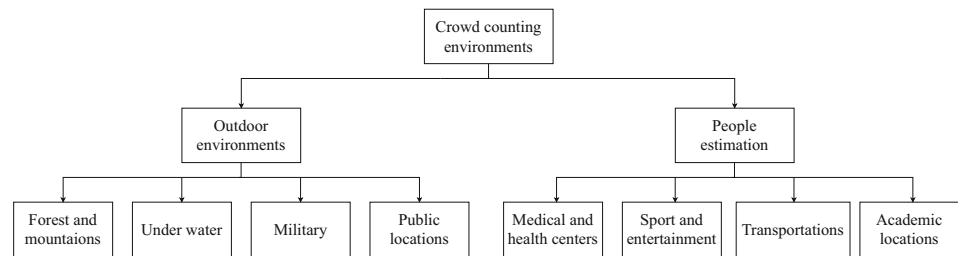 Crowd counting
environments
Outdoor
environments
People
estimation
Forest and
mountaions
Under water
Military
Public
locations
Medical and
health centers
Sport and
entertainment
Transportations
Academic
locations